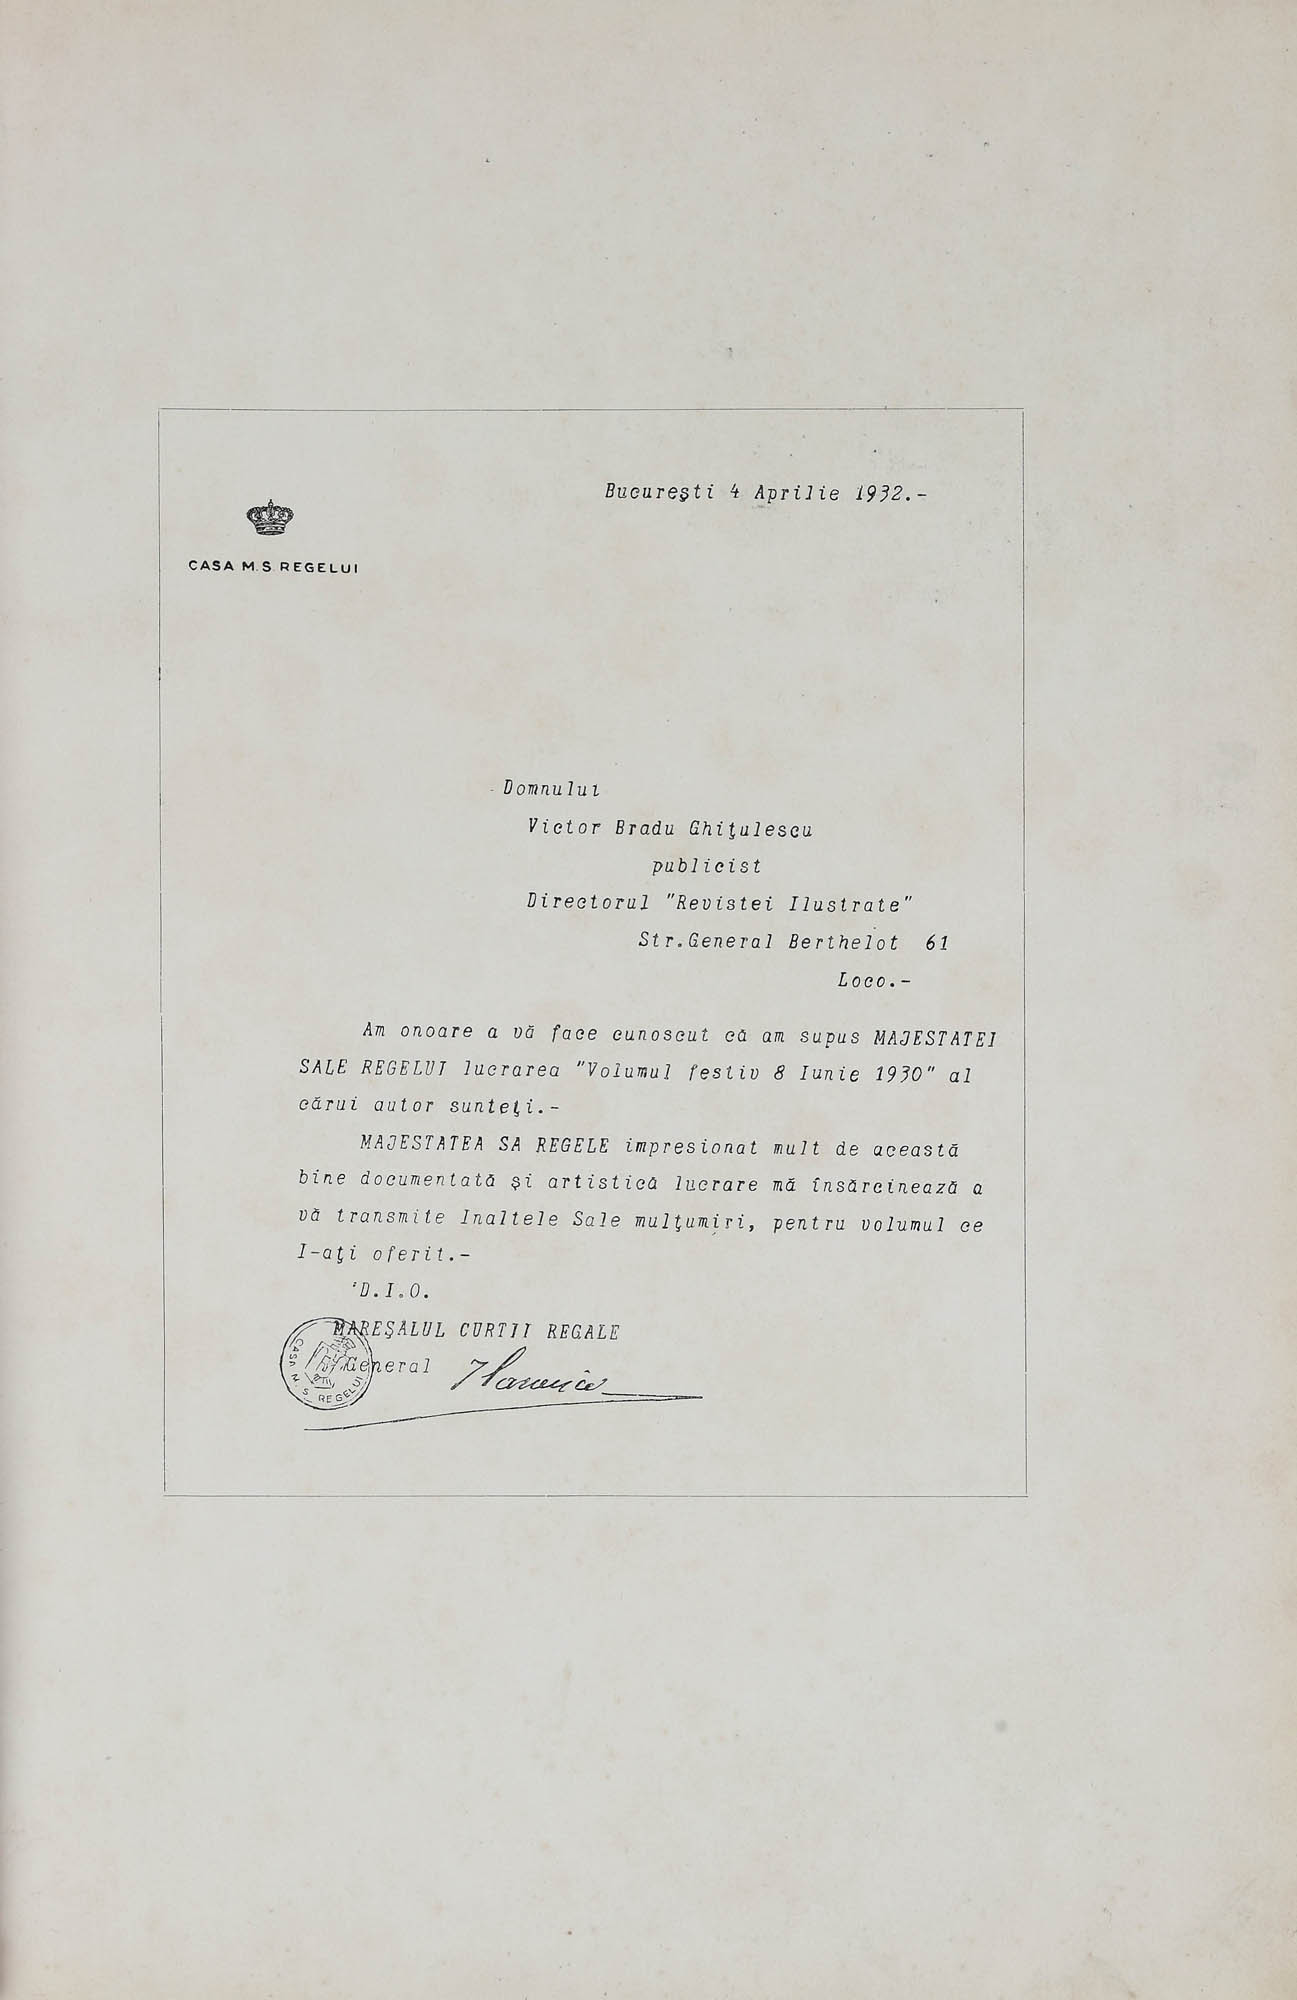 Bucureşti 4 Aprilie 1932.-
CASA M. S. REGELUI
Domnului
Victor Bradu Ghiţulescu
publicist
Directorul "Revistei Ilustrate"
Str.General Berthelot 61
Loco.-
Am onoare a vă face cunoscut că am supus MAJESTATEI
SALE REGELUI lucrarea "Volumul festiv 8 Iunie 1930" al
cărui autor sunteţi.-
MAJESTATEA SA REGELE impresionat mult de această
bine documentată şi artistică lucrare mă însărcinează a
vă transmite Inaltele Sale mulţumiri, pentru volumul ce
I-aţi oferit.-
D.I.O.
MAREŞALUL CURTII REGALE
General
CASA M. S. REGELUI